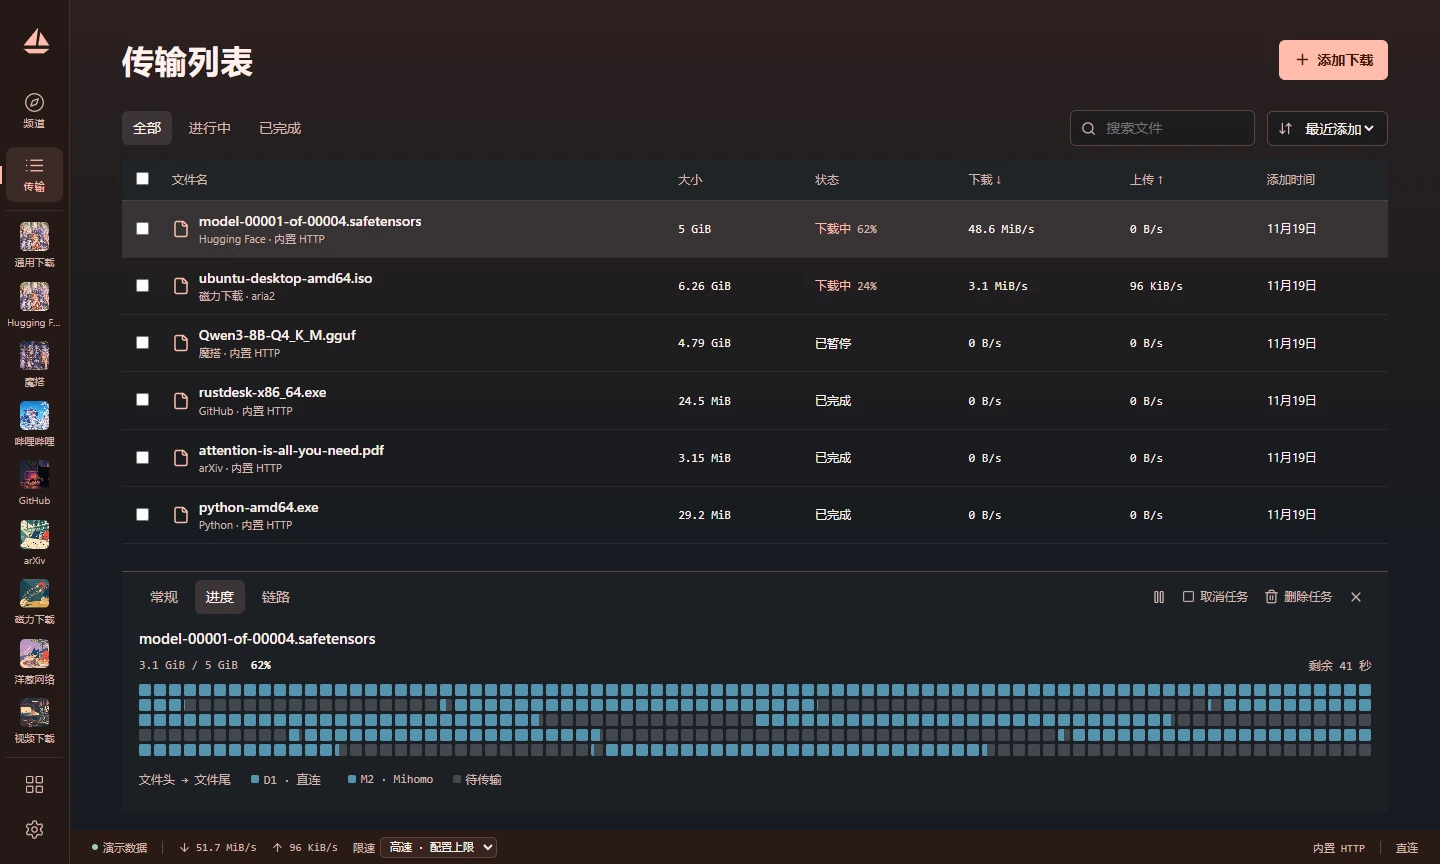 传输列表
添加下载
频道
传输
通用下载
Hugging F...
魔搭
哔哩哔哩
GitHub
arXiv
磁力下载
洋葱网络
视频下载
全部 进行中 已完成
搜索文件
最近添加
文件名 大小 状态 下载 ↓ 上传 ↑ 添加时间
model-00001-of-00004.safetensors
Hugging Face · 内置 HTTP
5 GiB 下载中 62% 48.6 MiB/s 0 B/s 11月19日
ubuntu-desktop-amd64.iso
磁力下载 · aria2
6.26 GiB 下载中 24% 3.1 MiB/s 96 KiB/s 11月19日
Qwen3-8B-Q4_K_M.gguf
魔搭 · 内置 HTTP
4.79 GiB 已暂停 0 B/s 0 B/s 11月19日
rustdesk-x86_64.exe
GitHub · 内置 HTTP
24.5 MiB 已完成 0 B/s 0 B/s 11月19日
attention-is-all-you-need.pdf
arXiv · 内置 HTTP
3.15 MiB 已完成 0 B/s 0 B/s 11月19日
python-amd64.exe
Python · 内置 HTTP
29.2 MiB 已完成 0 B/s 0 B/s 11月19日
常规 进度 链路
取消任务 删除任务
model-00001-of-00004.safetensors
3.1 GiB / 5 GiB 62%
剩余 41 秒
文件头 → 文件尾 D1 · 直连 M2 · Mihomo 待传输
演示数据 ↓ 51.7 MiB/s ↑ 96 KiB/s 限速 高速 · 配置上限
内置 HTTP 直连